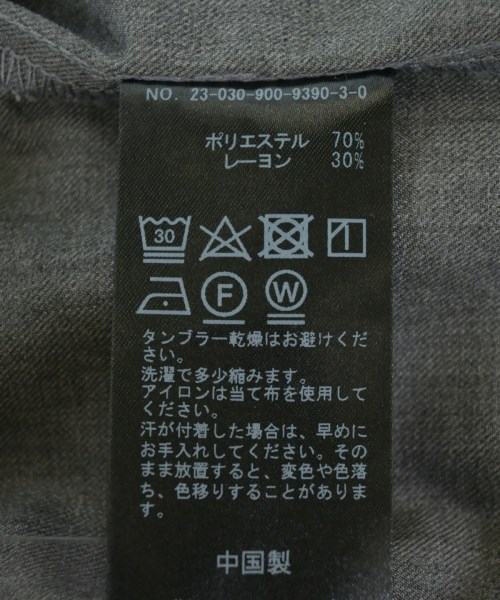 NO. 23-030-900-9390-3-0
ポリエステル 70%
レーヨン 30%
30
F W
タンブラー乾燥はお避けくだ
さい。
洗濯で多少縮みます。
アイロンは当て布を使用して
ください。
汗が付着した場合は、早めに
お手入れしてください。その
まま放置すると、変色や色落
ち、色移りすることがありま
す。
中国製